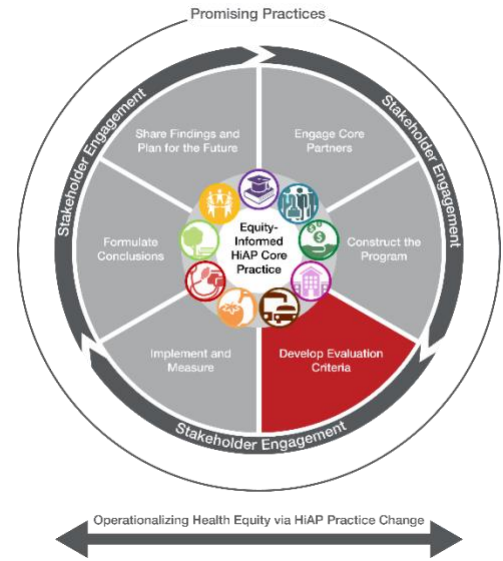 Promising Practices
Stakeholder Engagement
Stakeholder Engagement
Share Findings and
Plan for the Future
Engage Core
Partners
Formulate
Conclusions
Equity-
Informed
HiAP Core
Practice
Construct the
Program
Implement and
Measure
Develop Evaluation
Criteria
Stakeholder Engagement
Operationalizing Health Equity via HiAP Practice Change